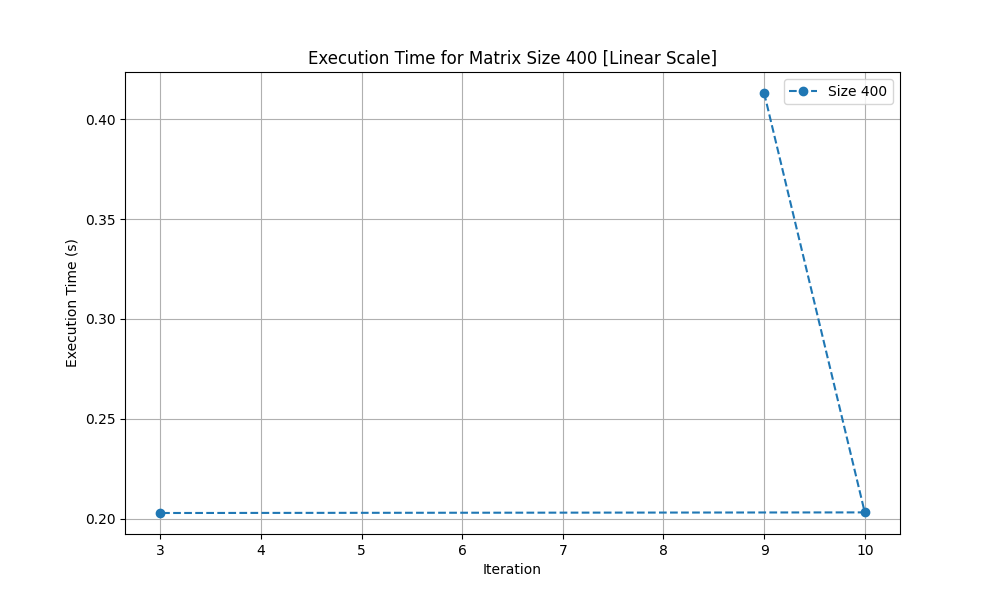 Execution Time for Matrix Size 400 [Linear Scale]
Size 400
Execution Time (s)
0.40
0.35
0.30
0.25
0.20
3 4 5 6 7 8 9 10
Iteration